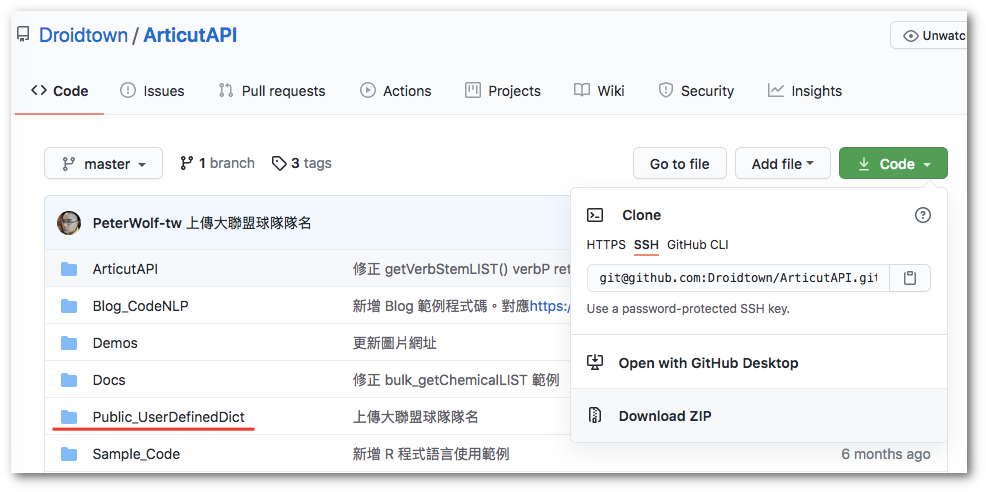 Droidtown / ArticutAPI
Unwatc
Code Issues Pull requests Actions Projects Wiki Security Insights
master 1 branch 3 tags Go to file Add file Code
PeterWolf-tw 上傳大聯盟球隊隊名
ArticutAPI 修正 getVerbStemLIST() verbP ret
Blog_CodeNLP 新增 Blog 範例程式碼。對應https:/
Demos 更新圖片網址
Docs 修正 bulk_getChemicalLIST 範例
Public_UserDefinedDict 上傳大聯盟球隊隊名
Sample_Code 新增 R 程式語言使用範例 6 months ago
Clone
HTTPS SSH GitHub CLI
git@github.com:Droidtown/ArticutAPI.git
Use a password-protected SSH key.
Open with GitHub Desktop
Download ZIP